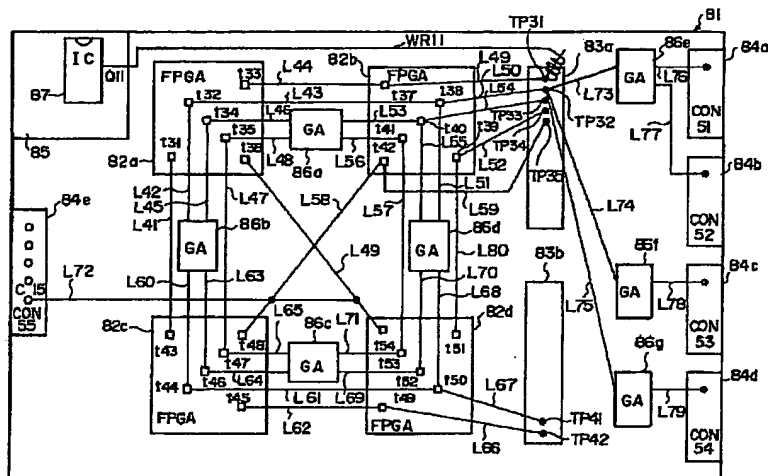 81
WR11
TP31
83a
86e
84a
IC
O11
87
FPGA
t33
L44
82b
FPGA
L49
L50
L54
GA
L73
L76
CON
51
t32
L43
t37
t38
TP33
TP32
L77
t34
L46
GA
L53
t40
t39
L55
TP34
TP35
t35
L48
86a
L56
t41
t42
L52
t36
85
t31
82a
L47
L58
L57
L51
L59
L74
84b
CON
52
84e
L42
L45
L41
86b
GA
L49
86d
GA
L80
83b
86f
84c
L72
L60
L63
L70
L68
L75
GA
L78
CON
53
C15
CON
55
82c
L65
86c
L71
82d
86g
84d
t43
t48
t54
t51
t47
GA
t53
t46
L64
L69
t52
t44
L61
t50
L67
GA
L79
CON
54
t45
FPGA
L62
t49
FPGA
L66
TP41
TP42